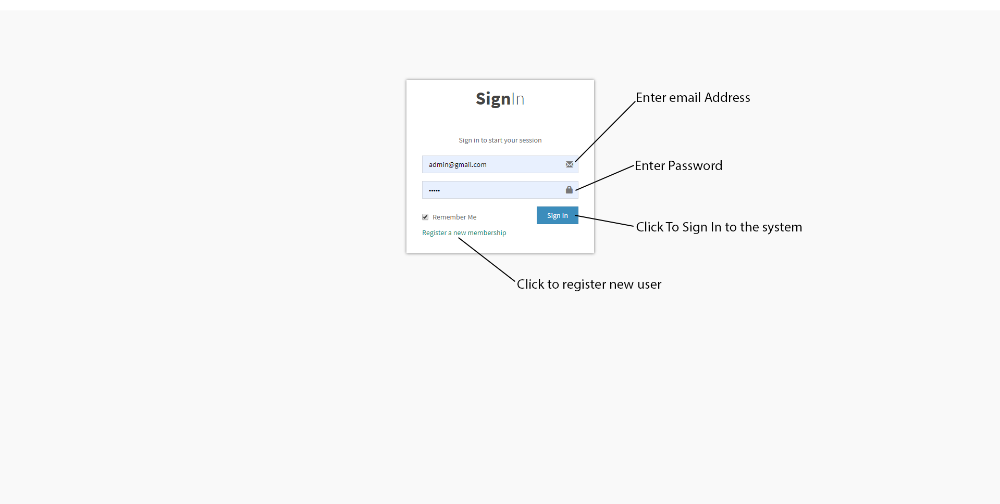 SignIn
Enter email Address
Sign in to start your session
admin@gmail.com
Enter Password
•••••
Remember Me
Sign In
Click To Sign In to the system
Register a new membership
Click to register new user